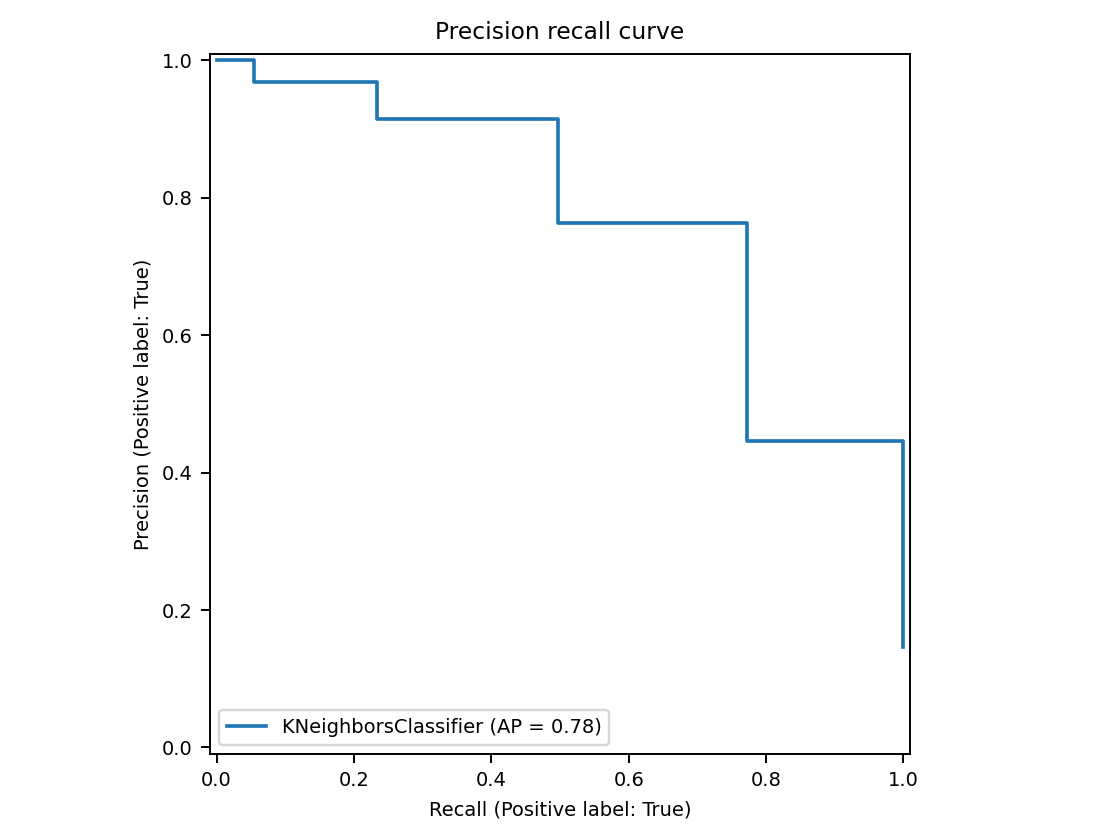 Precision recall curve
1.0
0.8
0.6
0.4
0.2
0.0
Precision (Positive label: True)
KNeighborsClassifier (AP = 0.78)
0.0 0.2 0.4 0.6 0.8 1.0
Recall (Positive label: True)